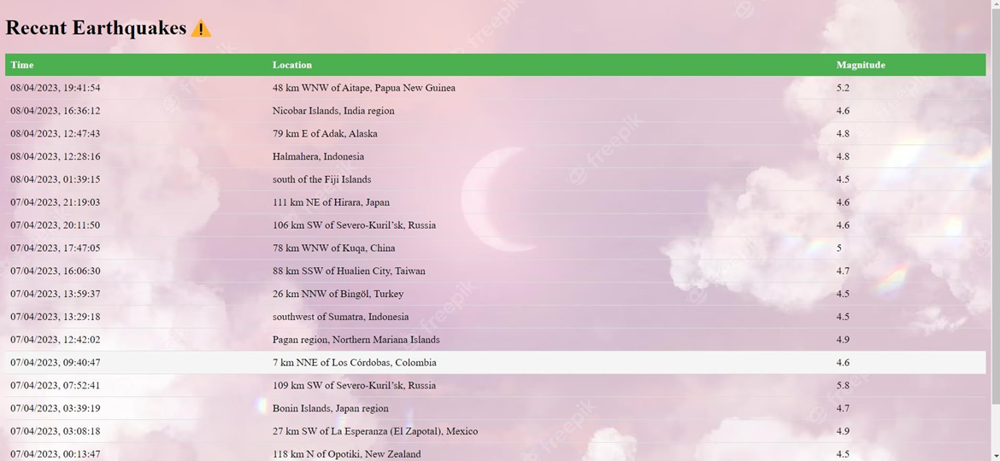 Recent Earthquakes ⚠️
Time Location Magnitude
08/04/2023, 19:41:54 48 km WNW of Aitape, Papua New Guinea 5.2
08/04/2023, 16:36:12 Nicobar Islands, India region 4.6
08/04/2023, 12:47:43 79 km E of Adak, Alaska 4.8
08/04/2023, 12:28:16 Halmahera, Indonesia 4.8
08/04/2023, 01:39:15 south of the Fiji Islands 4.5
07/04/2023, 21:19:03 111 km NE of Hirara, Japan 4.6
07/04/2023, 20:11:50 106 km SW of Severo-Kuril’sk, Russia 4.6
07/04/2023, 17:47:05 78 km WNW of Kuqa, China 5
07/04/2023, 16:06:30 88 km SSW of Hualien City, Taiwan 4.7
07/04/2023, 13:59:37 26 km NNW of Bingöl, Turkey 4.5
07/04/2023, 13:29:18 southwest of Sumatra, Indonesia 4.5
07/04/2023, 12:42:02 Pagan region, Northern Mariana Islands 4.9
07/04/2023, 09:40:47 7 km NNE of Los Córdobas, Colombia 4.6
07/04/2023, 07:52:41 109 km SW of Severo-Kuril’sk, Russia 5.8
07/04/2023, 03:39:19 Bonin Islands, Japan region 4.7
07/04/2023, 03:08:18 27 km SW of La Esperanza (El Zapotal), Mexico 4.9
07/04/2023, 00:13:47 118 km N of Opotiki, New Zealand 4.5
freepik
freepik
freepik
freepik
freepik